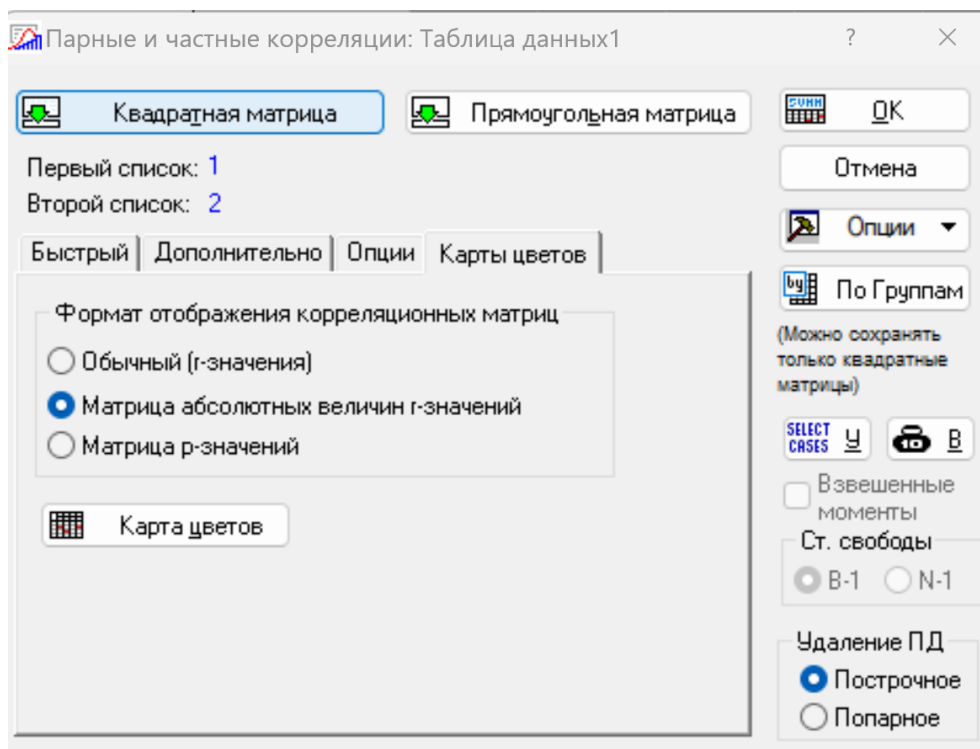 Парные и частные корреляции: Таблица данных1 ? ×
Квадратная матрица
Прямоугольная матрица
SUMM OK
Первый список: 1
Отмена
Второй список: 2
Опции
Быстрый Дополнительно Опции Карты цветов
by По Группам
Формат отображения корреляционных матриц
(Можно сохранять
только квадратные
матрицы)
Обычный (r-значения)
Матрица абсолютных величин r-значений
Матрица p-значений
SELECT
CASES У В
Взвешенные
моменты
Карта цветов
Ст. свободы
В-1 N-1
Удаление ПД
Построчное
Попарное